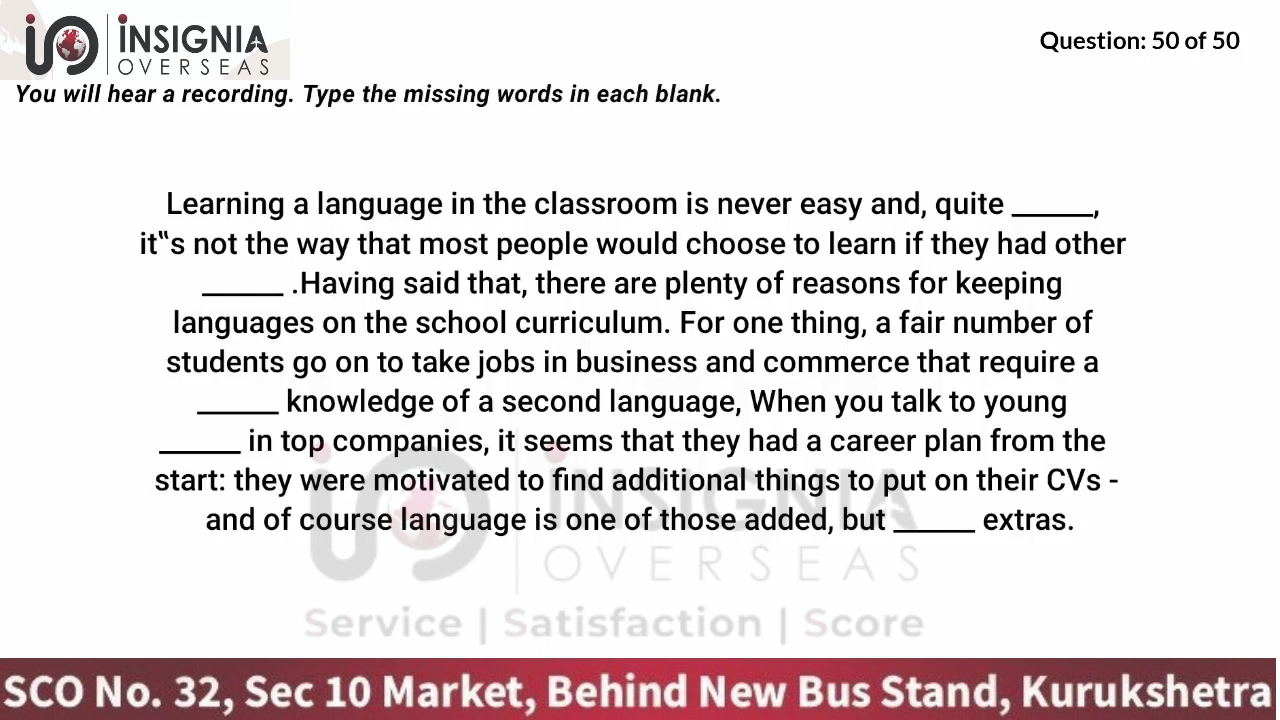 INSIGNIA
OVERSEAS
Question: 50 of 50
You will hear a recording. Type the missing words in each blank.
Learning a language in the classroom is never easy and, quite ______,
it‟s not the way that most people would choose to learn if they had other
______ .Having said that, there are plenty of reasons for keeping
languages on the school curriculum. For one thing, a fair number of
students go on to take jobs in business and commerce that require a
______ knowledge of a second language, When you talk to young
______ in top companies, it seems that they had a career plan from the
start: they were motivated to find additional things to put on their CVs -
and of course language is one of those added, but ______ extras.
INSIGNIA
OVERSEAS
Service | Satisfaction | Score
SCO No. 32, Sec 10 Market, Behind New Bus Stand, Kurukshetra